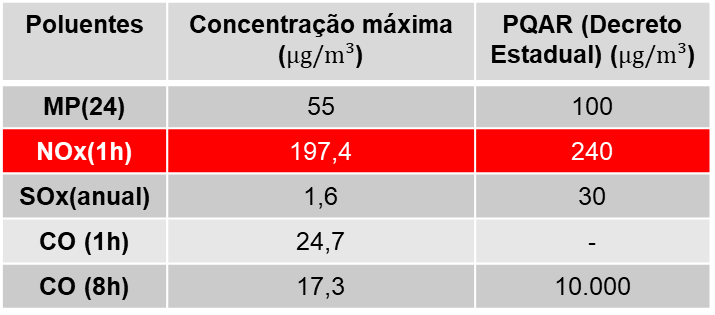 Poluentes Concentração máxima (μg/m³) PQAR (Decreto Estadual) (μg/m³)
MP(24) 55 100
NOx(1h) 197,4 240
SOx(anual) 1,6 30
CO (1h) 24,7 -
CO (8h) 17,3 10.000